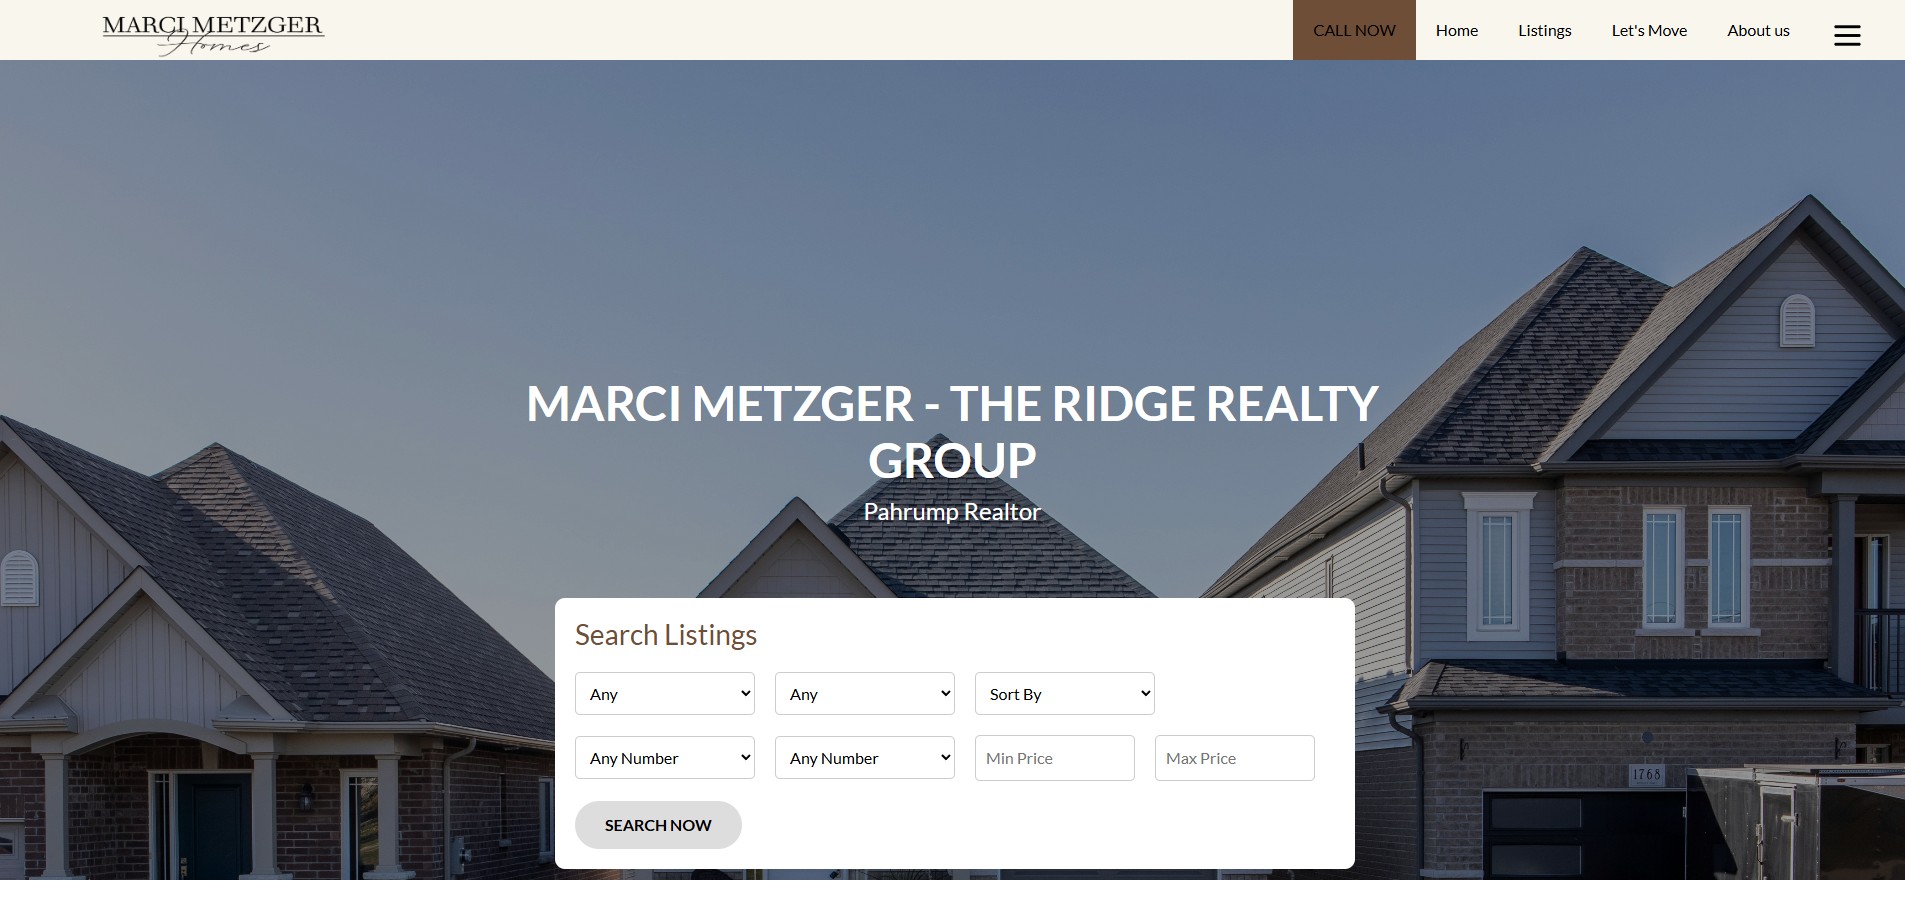 MARCI METZGER
Homes
CALL NOW
Home
Listings
Let's Move
About us
MARCI METZGER - THE RIDGE REALTY
GROUP
Pahrump Realtor
Search Listings
Any
Any
Sort By
Any Number
Any Number
Min Price
Max Price
SEARCH NOW
1768